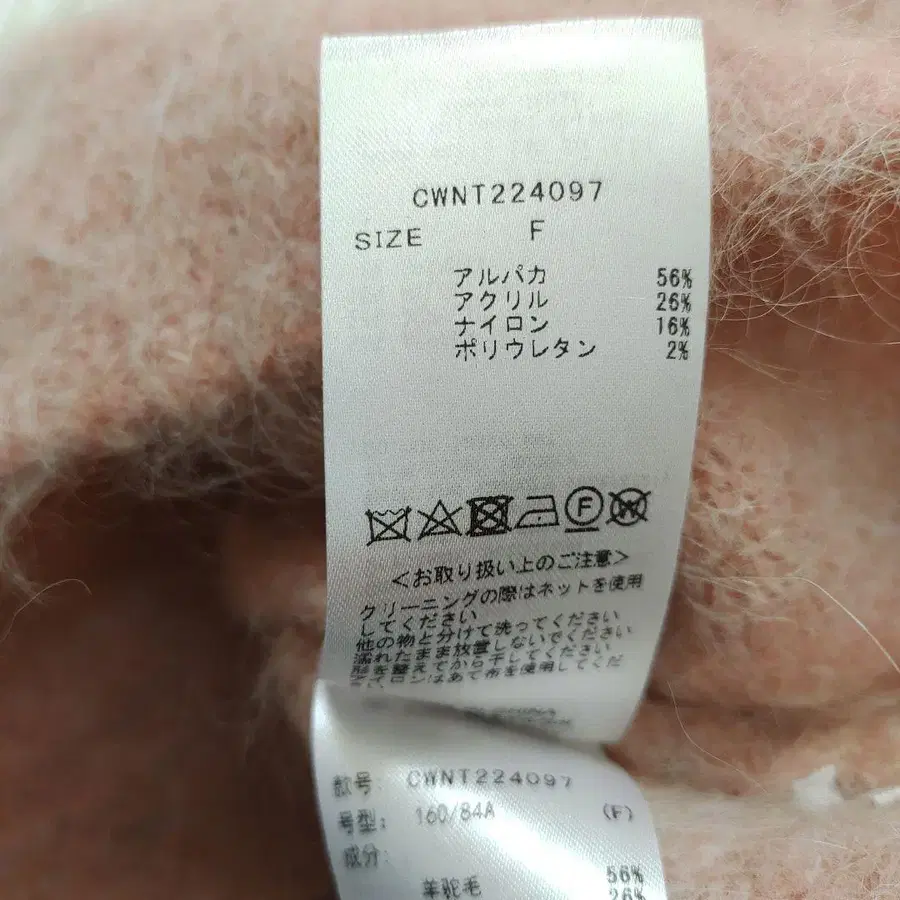 CWNT224097
SIZE F
アルパカ 56%
アクリル 26%
ナイロン 16%
ポリウレタン 2%
F
W
＜お取り扱い上のご注意＞
クリーニングの際はネットを使用
してください
他の物と分けて洗ってください
濡れたまま放置しないでください
形を整えてから干してください
アイロンはあて布を使用してくだ
款号: CWNT224097
号型: 160/84A (F)
成分:
56%
羊驼毛 26%